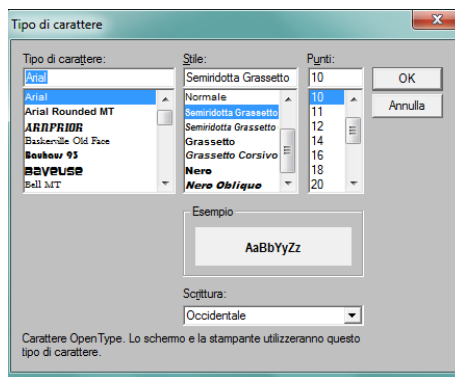 Tipo di carattere
Tipo di carattere:
Arial
Arial
Arial Rounded MT
ARNPRIOR
Baskerville Old Face
Bauhaus 93
Baveuse
Bell MT
Stile:
Semiridotta Grassetto
Normale
Semiridotta Grassetto
Semiridotta Grassetto
Grassetto
Grassetto Corsivo
Nero
Nero Obliquo
Punti:
10
10
11
12
14
16
18
20
OK
Annulla
Esempio
AaBbYyZz
Scrittura:
Occidentale
Carattere OpenType. Lo schermo e la stampante utilizzeranno questo
tipo di carattere.